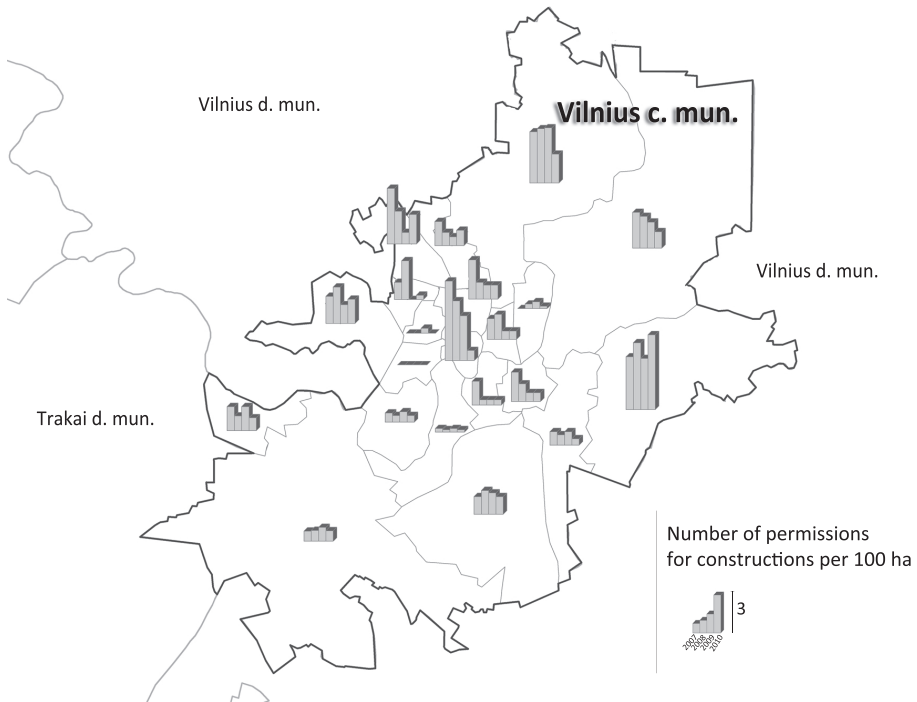 Vilnius d. mun.
Vilnius c. mun.
Vilnius d. mun.
Trakai d. mun.
Number of permissions
for constructions per 100 ha
3
2007
2008
2009
2010